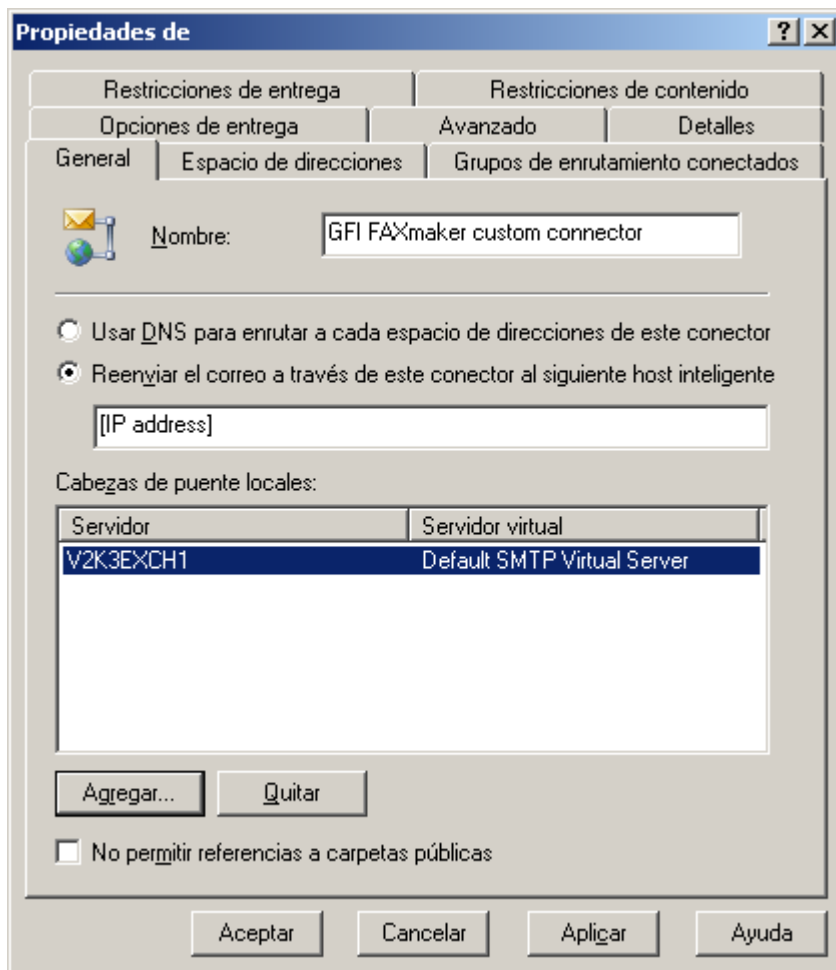 Propiedades de
Restricciones de entrega Restricciones de contenido
Opciones de entrega Avanzado Detalles
General Espacio de direcciones Grupos de enrutamiento conectados
Nombre: GFI FAXmaker custom connector
Usar DNS para enrutar a cada espacio de direcciones de este conector
Reenviar el correo a través de este conector al siguiente host inteligente
[IP address]
Cabezas de puente locales:
Servidor Servidor virtual
V2K3EXCH1 Default SMTP Virtual Server
Agregar... Quitar
No permitir referencias a carpetas públicas
Aceptar Cancelar Aplicar Ayuda